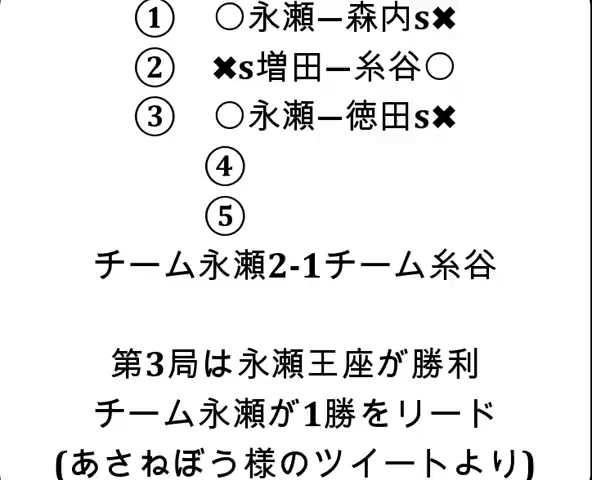 ① ○永瀬ー森内s✖
② ✖s増田ー糸谷○
③ ○永瀬ー徳田s✖
④
⑤
チーム永瀬2-1チーム糸谷
第3局は永瀬王座が勝利
チーム永瀬が1勝をリード
(あさねぼう様のツイートより)